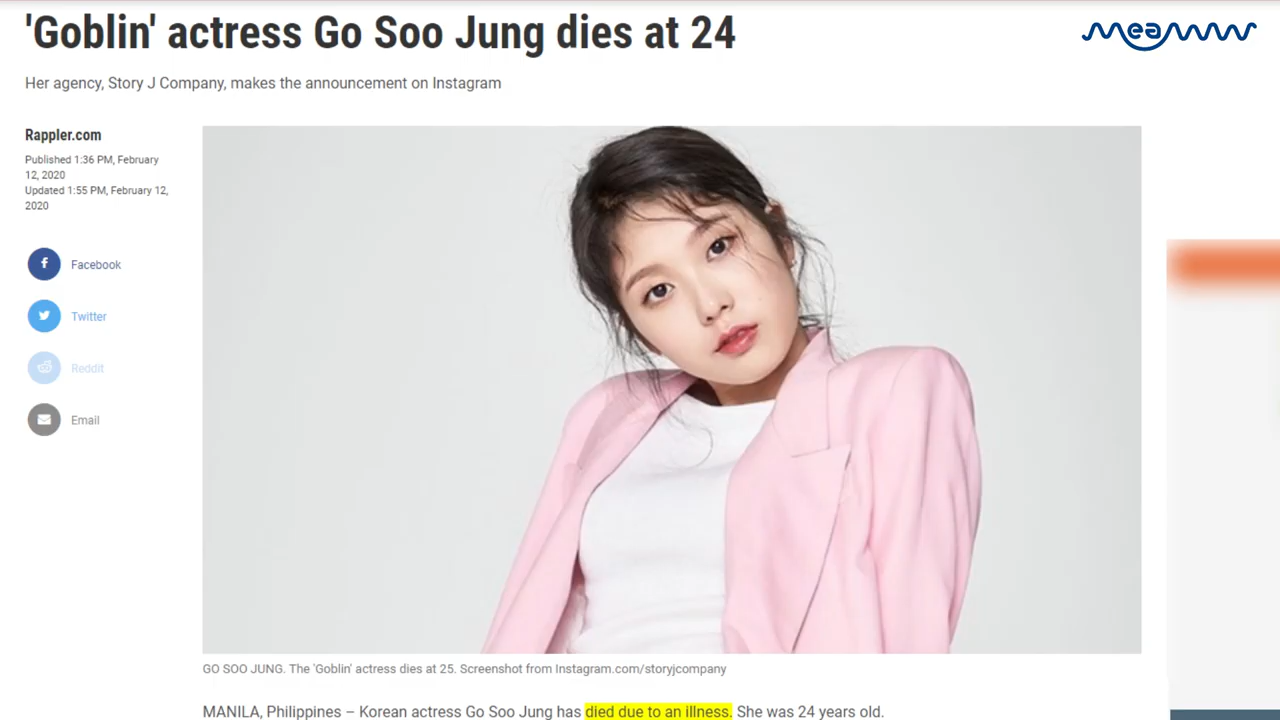 'Goblin' actress Go Soo Jung dies at 24
meaww
Her agency, Story J Company, makes the announcement on Instagram
Rappler.com
Published 1:36 PM, February
12, 2020
Updated 1:55 PM, February 12,
2020
Facebook
Twitter
Reddit
Email
GO SOO JUNG. The 'Goblin' actress dies at 25. Screenshot from Instagram.com/storyjcompany
MANILA, Philippines – Korean actress Go Soo Jung has died due to an illness. She was 24 years old.